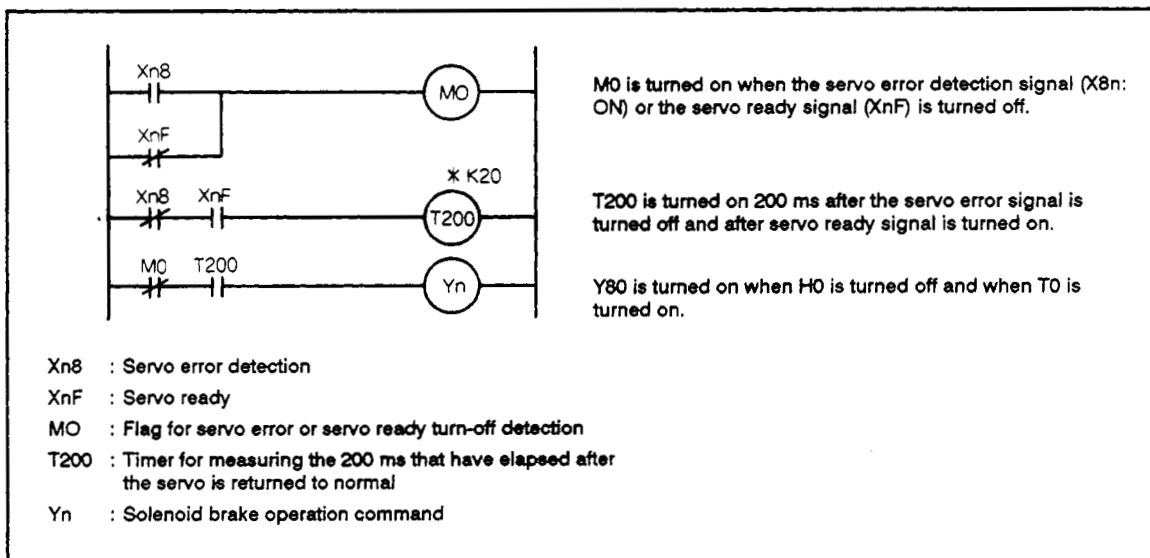 Xn8
MO
XnF
M0 is turned on when the servo error detection signal (X8n:
ON) or the servo ready signal (XnF) is turned off.
Xn8 XnF
* K20
T200
T200 is turned on 200 ms after the servo error signal is
turned off and after servo ready signal is turned on.
M0 T200
Yn
Y80 is turned on when H0 is turned off and when T0 is
turned on.
Xn8 : Servo error detection
XnF : Servo ready
MO : Flag for servo error or servo ready turn-off detection
T200 : Timer for measuring the 200 ms that have elapsed after
the servo is returned to normal
Yn : Solenoid brake operation command